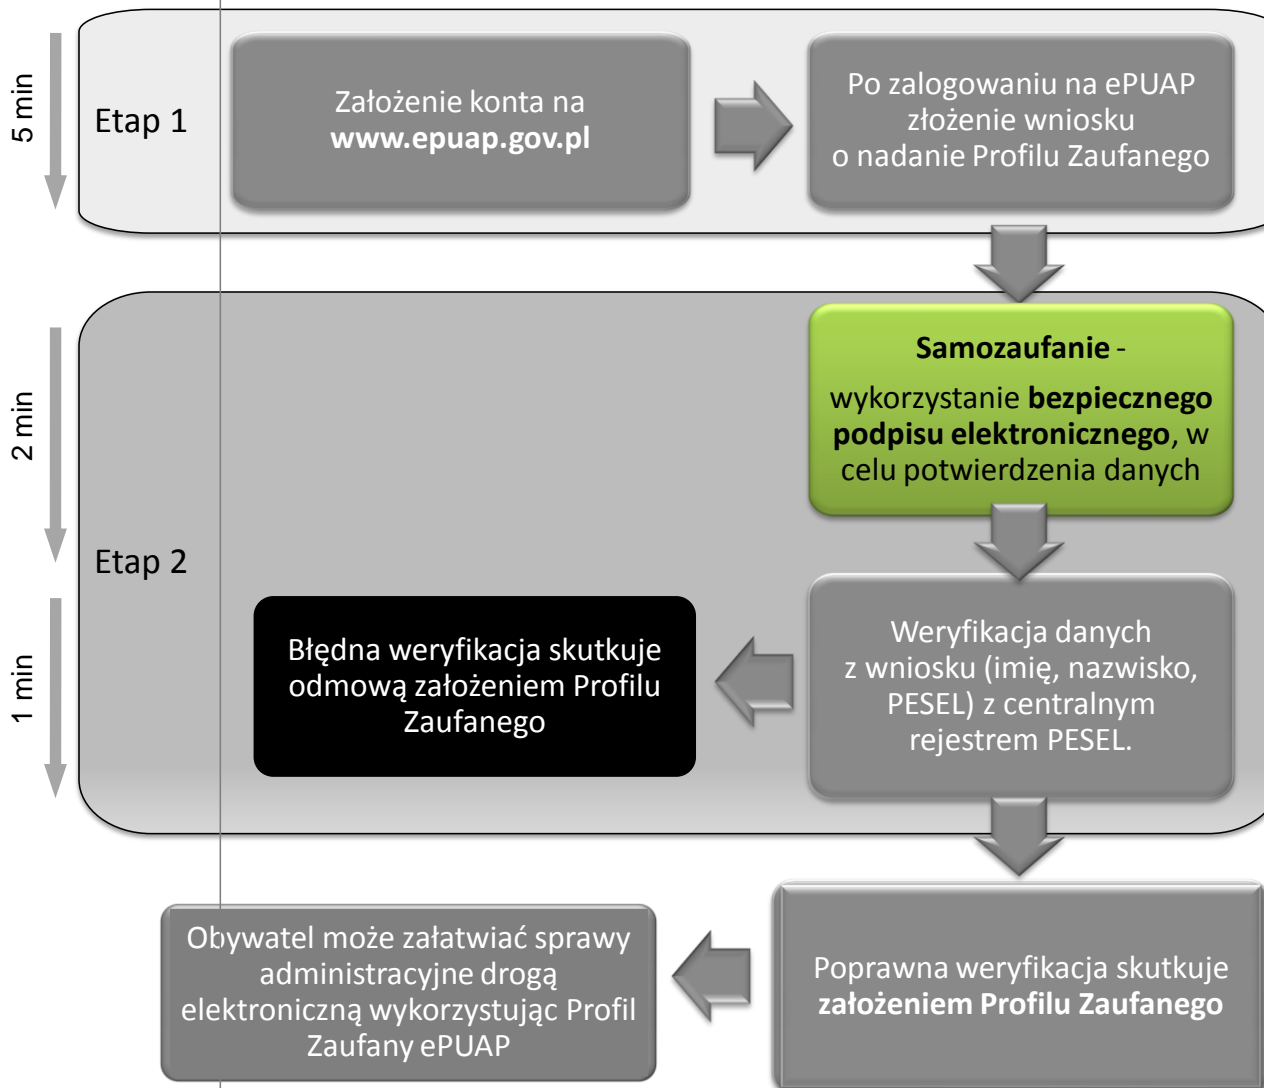 5 min
Etap 1
Założenie konta na
www.epuap.gov.pl
Po zalogowaniu na ePUAP
złożenie wniosku
o nadanie Profilu Zaufanego
2 min
Etap 2
Samozaufanie -
wykorzystanie bezpiecznego
podpisu elektronicznego, w
celu potwierdzenia danych
1 min
Weryfikacja danych
z wniosku (imię, nazwisko,
PESEL) z centralnym
rejestrem PESEL.
Błędna weryfikacja skutkuje
odmową założeniem Profilu
Zaufanego
Poprawna weryfikacja skutkuje
założeniem Profilu Zaufanego
Obywatel może załatwiać sprawy
administracyjne drogą
elektroniczną wykorzystując Profil
Zaufany ePUAP